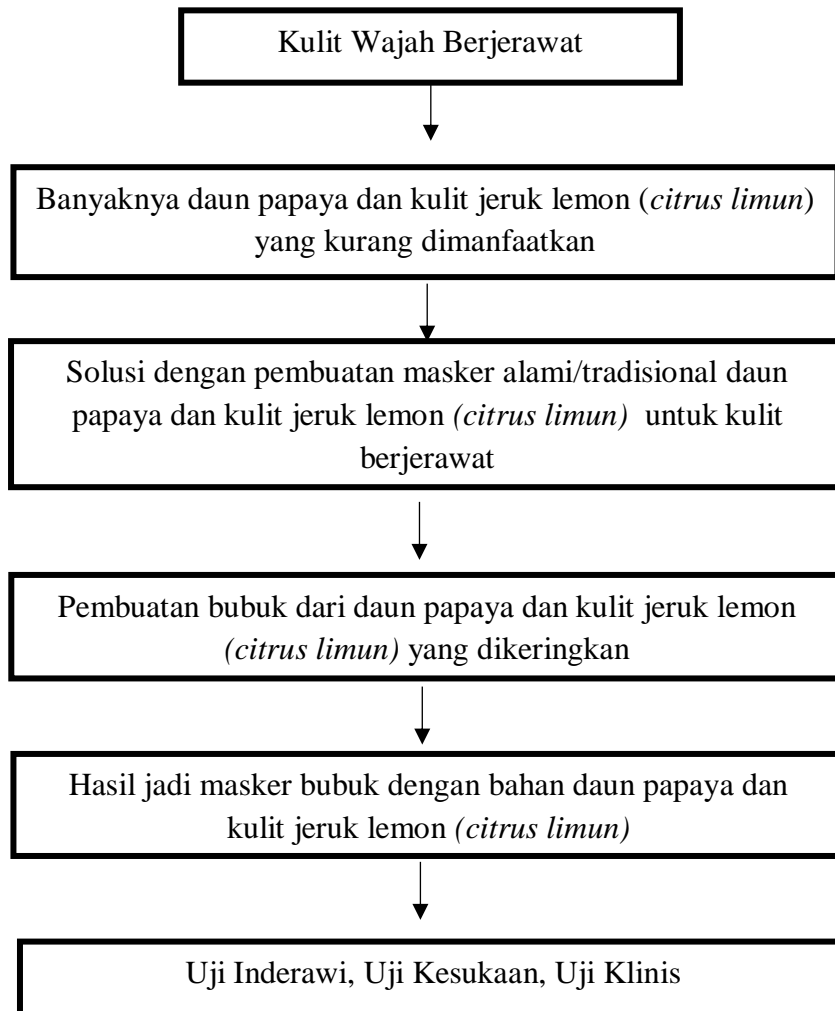 Kulit Wajah Berjerawat
Banyaknya daun papaya dan kulit jeruk lemon (citrus limun)
yang kurang dimanfaatkan
Solusi dengan pembuatan masker alami/tradisional daun
papaya dan kulit jeruk lemon (citrus limun) untuk kulit
berjerawat
Pembuatan bubuk dari daun papaya dan kulit jeruk lemon
(citrus limun) yang dikeringkan
Hasil jadi masker bubuk dengan bahan daun papaya dan
kulit jeruk lemon (citrus limun)
Uji Inderawi, Uji Kesukaan, Uji Klinis